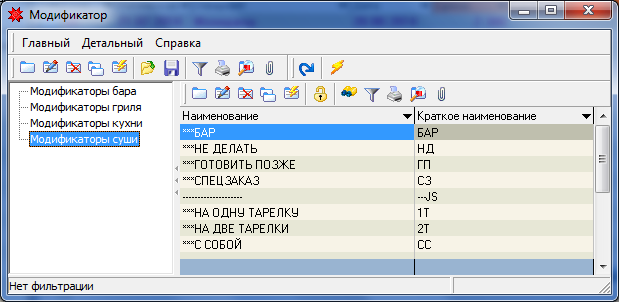 Модификатор
Главный Детальный Справка
Модификаторы бара
Модификаторы гриля
Модификаторы кухни
Модификаторы суши
Наименование Краткое наименование
***БАР БАР
***НЕ ДЕЛАТЬ НД
***ГОТОВИТЬ ПОЗЖЕ ГП
***СПЕЦЗАКАЗ СЗ
-------------------- ---JS
***НА ОДНУ ТАРЕЛКУ 1Т
***НА ДВЕ ТАРЕЛКИ 2Т
***С СОБОЙ СС
Нет фильтрации